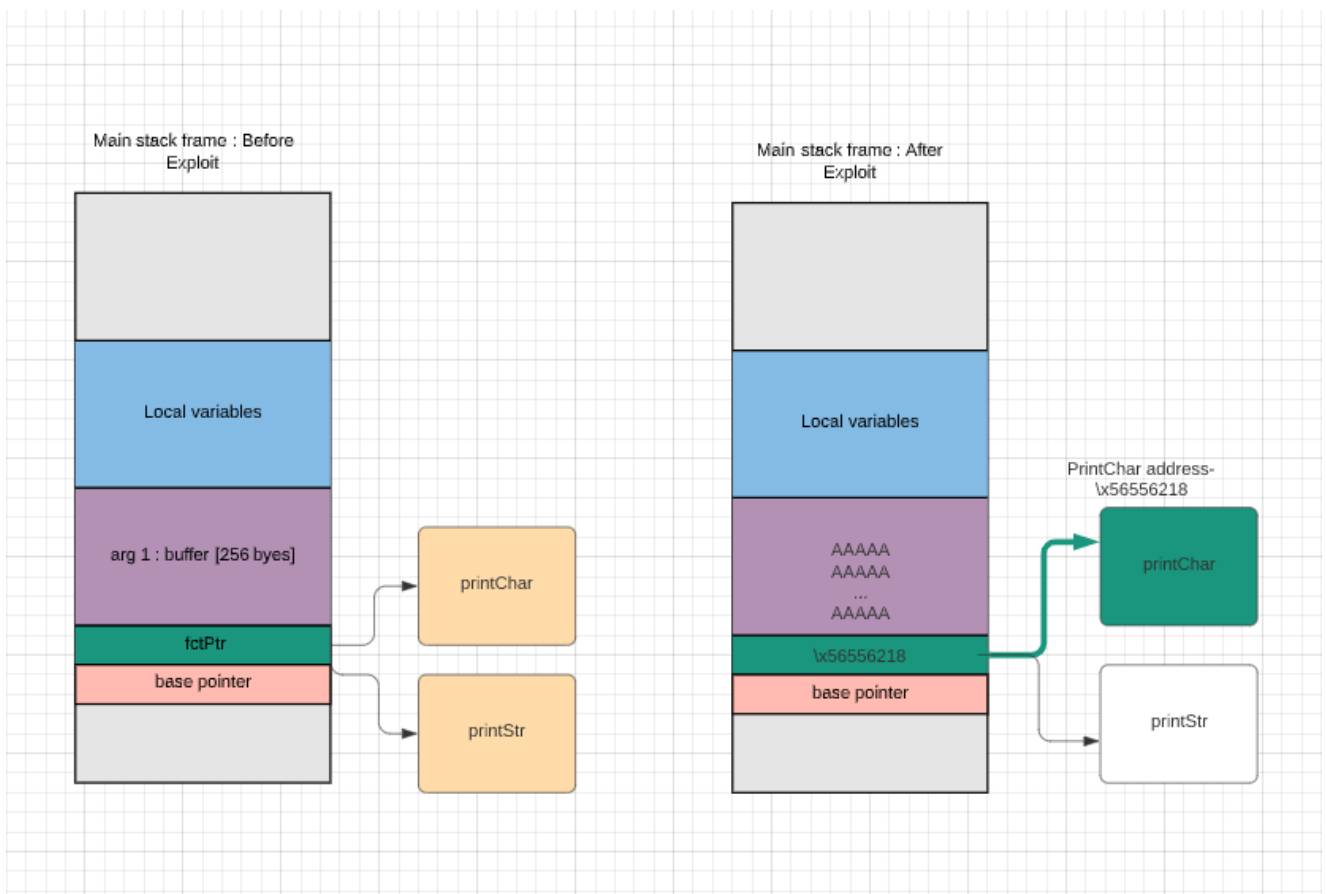 Main stack frame : Before
Exploit
Local variables
arg 1 : buffer [256 byes]
fctPtr
base pointer
printChar
printStr
Main stack frame : After
Exploit
Local variables
AAAAA
AAAAA
...
AAAAA
\x56556218
base pointer
PrintChar address-
\x56556218
printChar
printStr